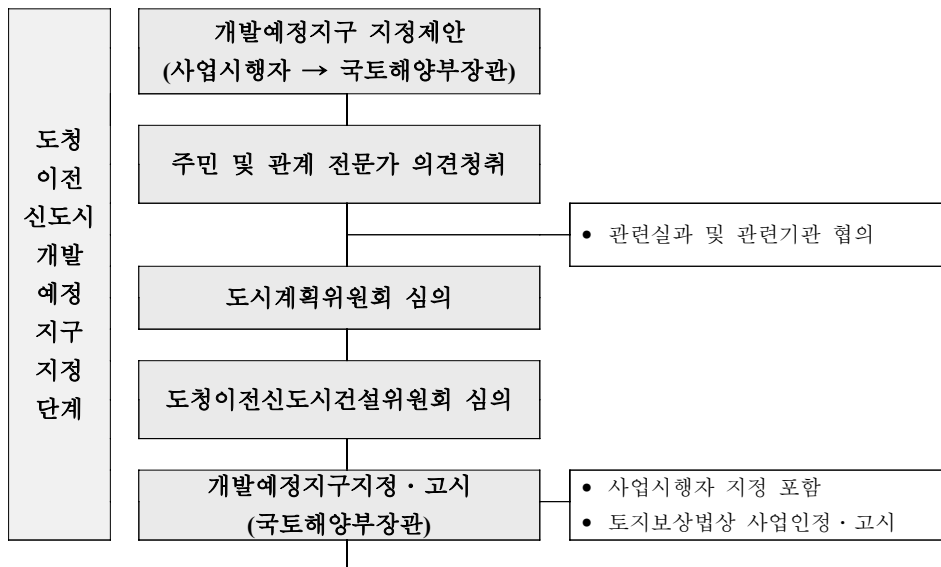 도청
이전
신도시
개발
예정
지구
지정
단계
개발예정지구 지정제안
(사업시행자 → 국토해양부장관)
주민 및 관계 전문가 의견청취
• 관련실과 및 관련기관 협의
도시계획위원회 심의
도청이전신도시건설위원회 심의
개발예정지구지정·고시
(국토해양부장관)
• 사업시행자 지정 포함
• 토지보상법상 사업인정·고시